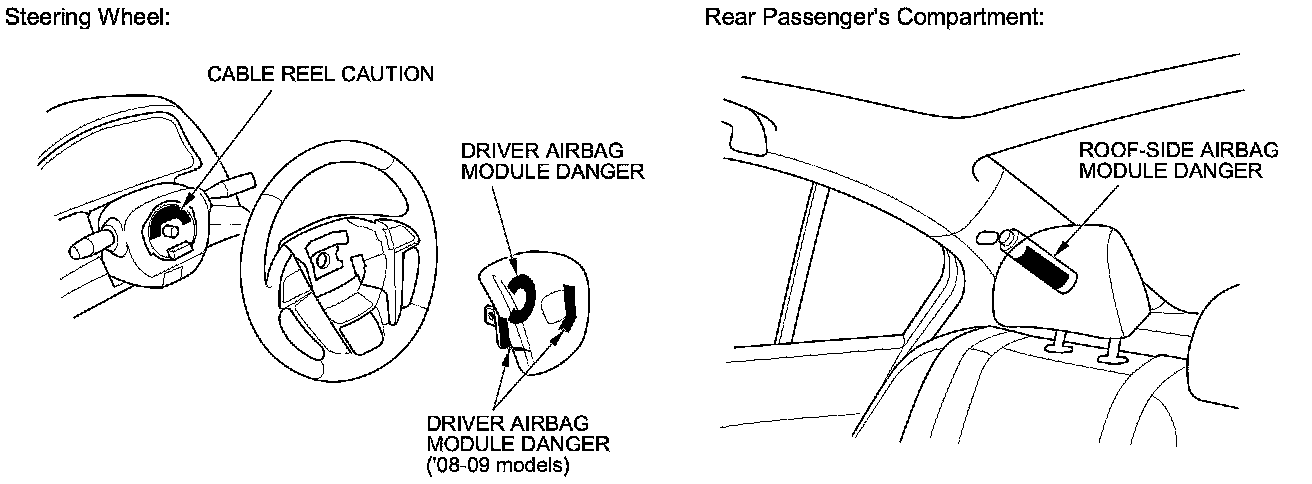 Steering Wheel:
CABLE REEL CAUTION
DRIVER AIRBAG
MODULE DANGER
DRIVER AIRBAG
MODULE DANGER
('08-09 models)
Rear Passenger's Compartment:
ROOF-SIDE AIRBAG
MODULE DANGER